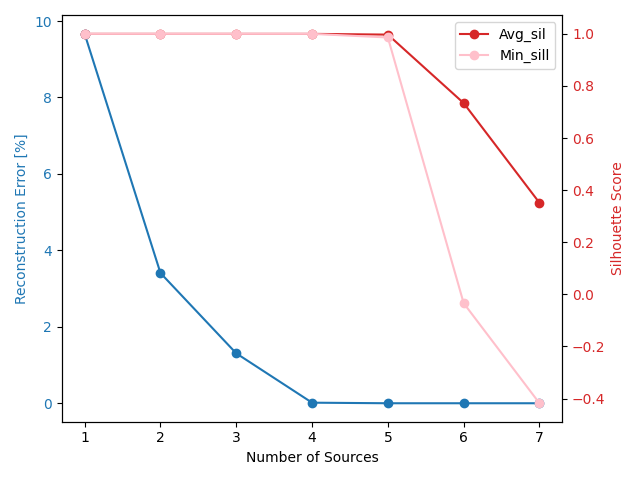 Avg_sil
Min_sill
Reconstruction Error [%]
10
8
6
4
2
0
1.0
0.8
0.6
0.4
0.2
0.0
−0.2
−0.4
Silhouette Score
1 2 3 4 5 6 7
Number of Sources